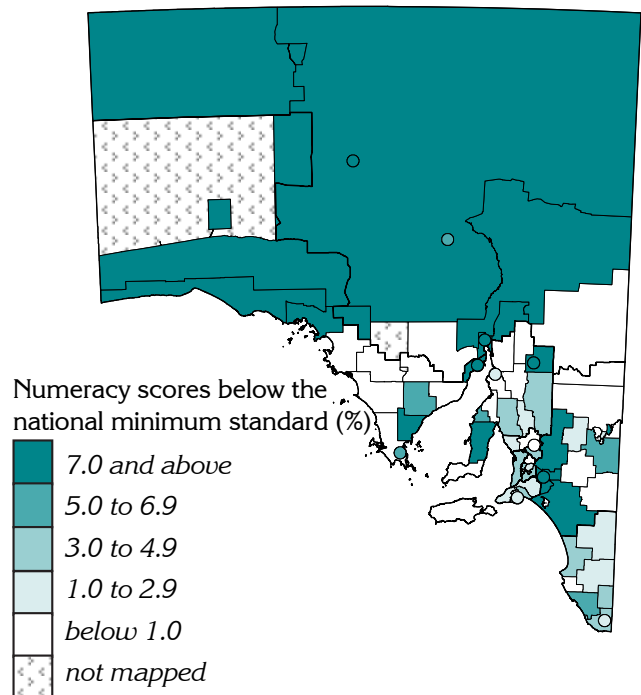 Numeracy scores below the
national minimum standard (%)
7.0 and above
5.0 to 6.9
3.0 to 4.9
1.0 to 2.9
below 1.0
not mapped